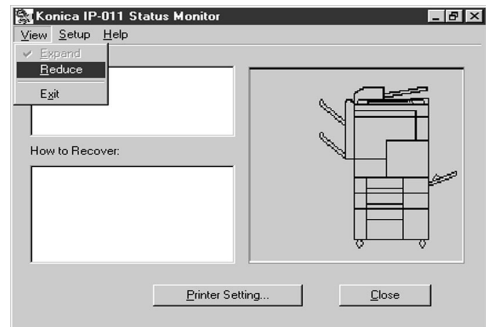 Konica IP-011 Status Monitor
View Setup Help
Expand
Reduce
Exit
How to Recover:
Printer Setting...
Close